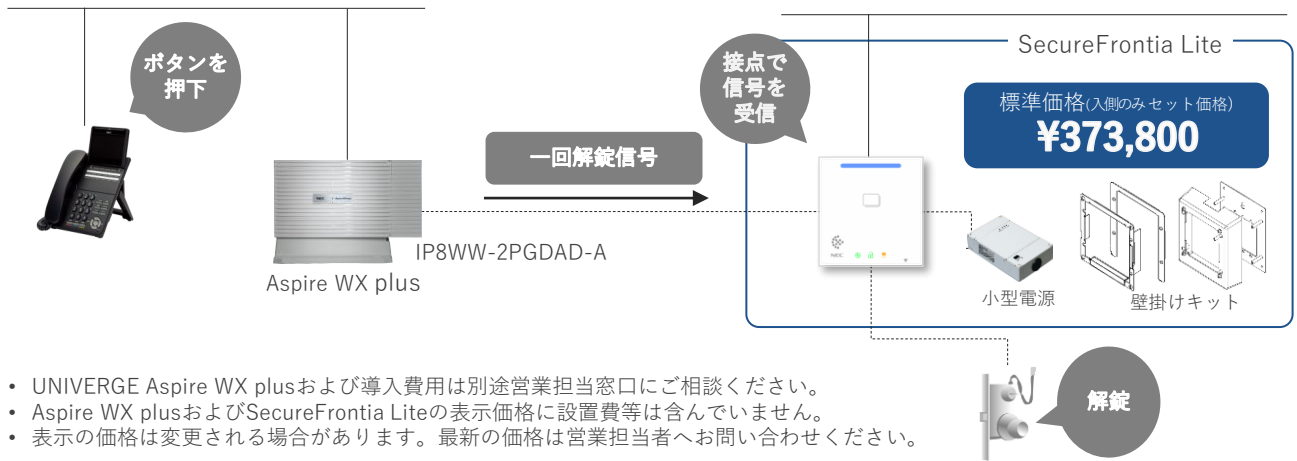 ボタンを
押下
接点で
信号を
受信
SecureFrontia Lite
標準価格(入側のみセット価格)
¥373,800
一回解錠信号
IP8WW-2PGDAD-A
Aspire WX plus
NEC
小型電源
壁掛けキット
• UNIVERGE Aspire WX plusおよび導入費用は別途営業担当窓口にご相談ください。
• Aspire WX plusおよびSecureFrontia Liteの表示価格に設置費等は含んでいません。
• 表示の価格は変更される場合があります。最新の価格は営業担当者へお問い合わせください。
解錠